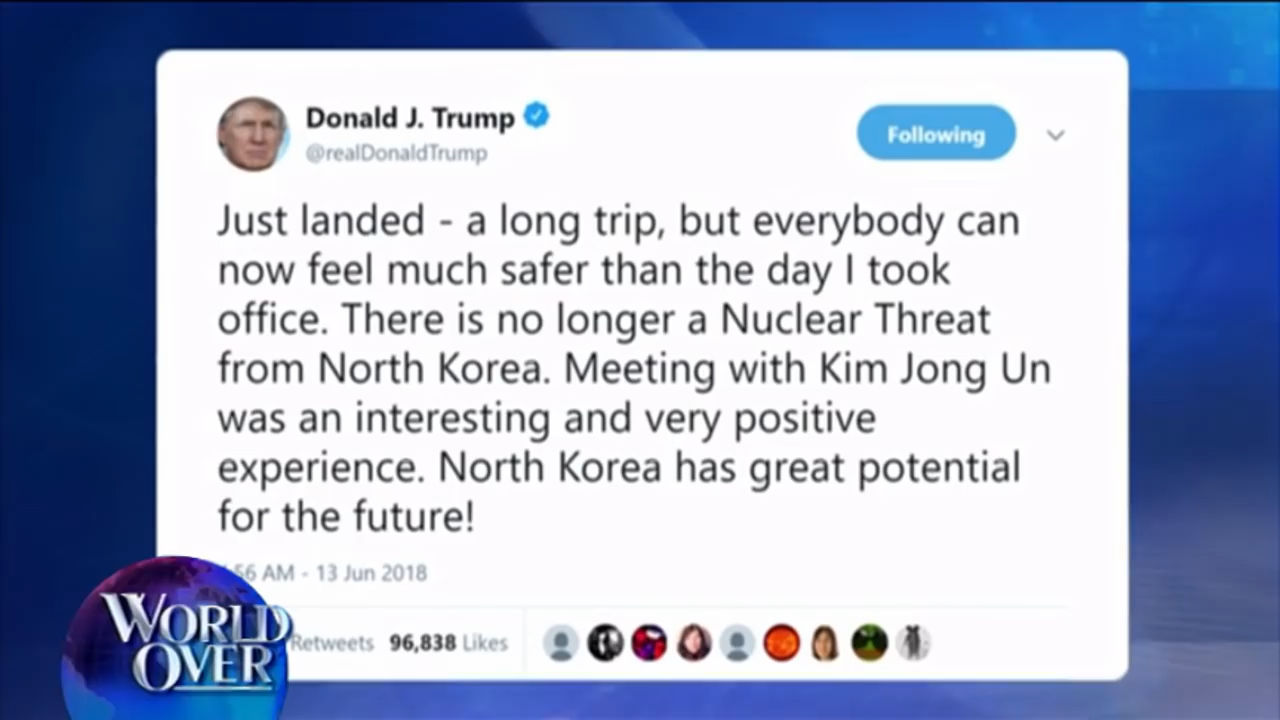 Donald J. Trump
@realDonaldTrump
Following
Just landed - a long trip, but everybody can
now feel much safer than the day I took
office. There is no longer a Nuclear Threat
from North Korea. Meeting with Kim Jong Un
was an interesting and very positive
experience. North Korea has great potential
for the future!
56 AM - 13 Jun 2018
Retweets 96,838 Likes
WORLD
OVER